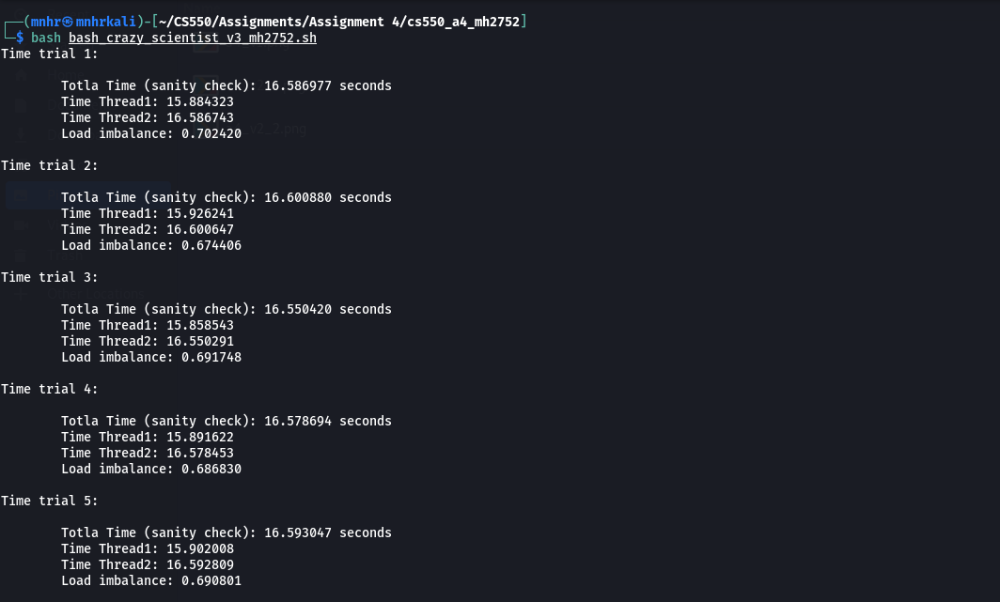 ┌──(mnhr㉿mnhrkali)-[~/CS550/Assignments/Assignment 4/cs550_a4_mh2752]
└─$ bash bash_crazy_scientist_v3_mh2752.sh
Time trial 1:
Totla Time (sanity check): 16.586977 seconds
Time Thread1: 15.884323
Time Thread2: 16.586743
Load imbalance: 0.702420
Time trial 2:
Totla Time (sanity check): 16.600880 seconds
Time Thread1: 15.926241
Time Thread2: 16.600647
Load imbalance: 0.674406
Time trial 3:
Totla Time (sanity check): 16.550420 seconds
Time Thread1: 15.858543
Time Thread2: 16.550291
Load imbalance: 0.691748
Time trial 4:
Totla Time (sanity check): 16.578694 seconds
Time Thread1: 15.891622
Time Thread2: 16.578453
Load imbalance: 0.686830
Time trial 5:
Totla Time (sanity check): 16.593047 seconds
Time Thread1: 15.902008
Time Thread2: 16.592809
Load imbalance: 0.690801